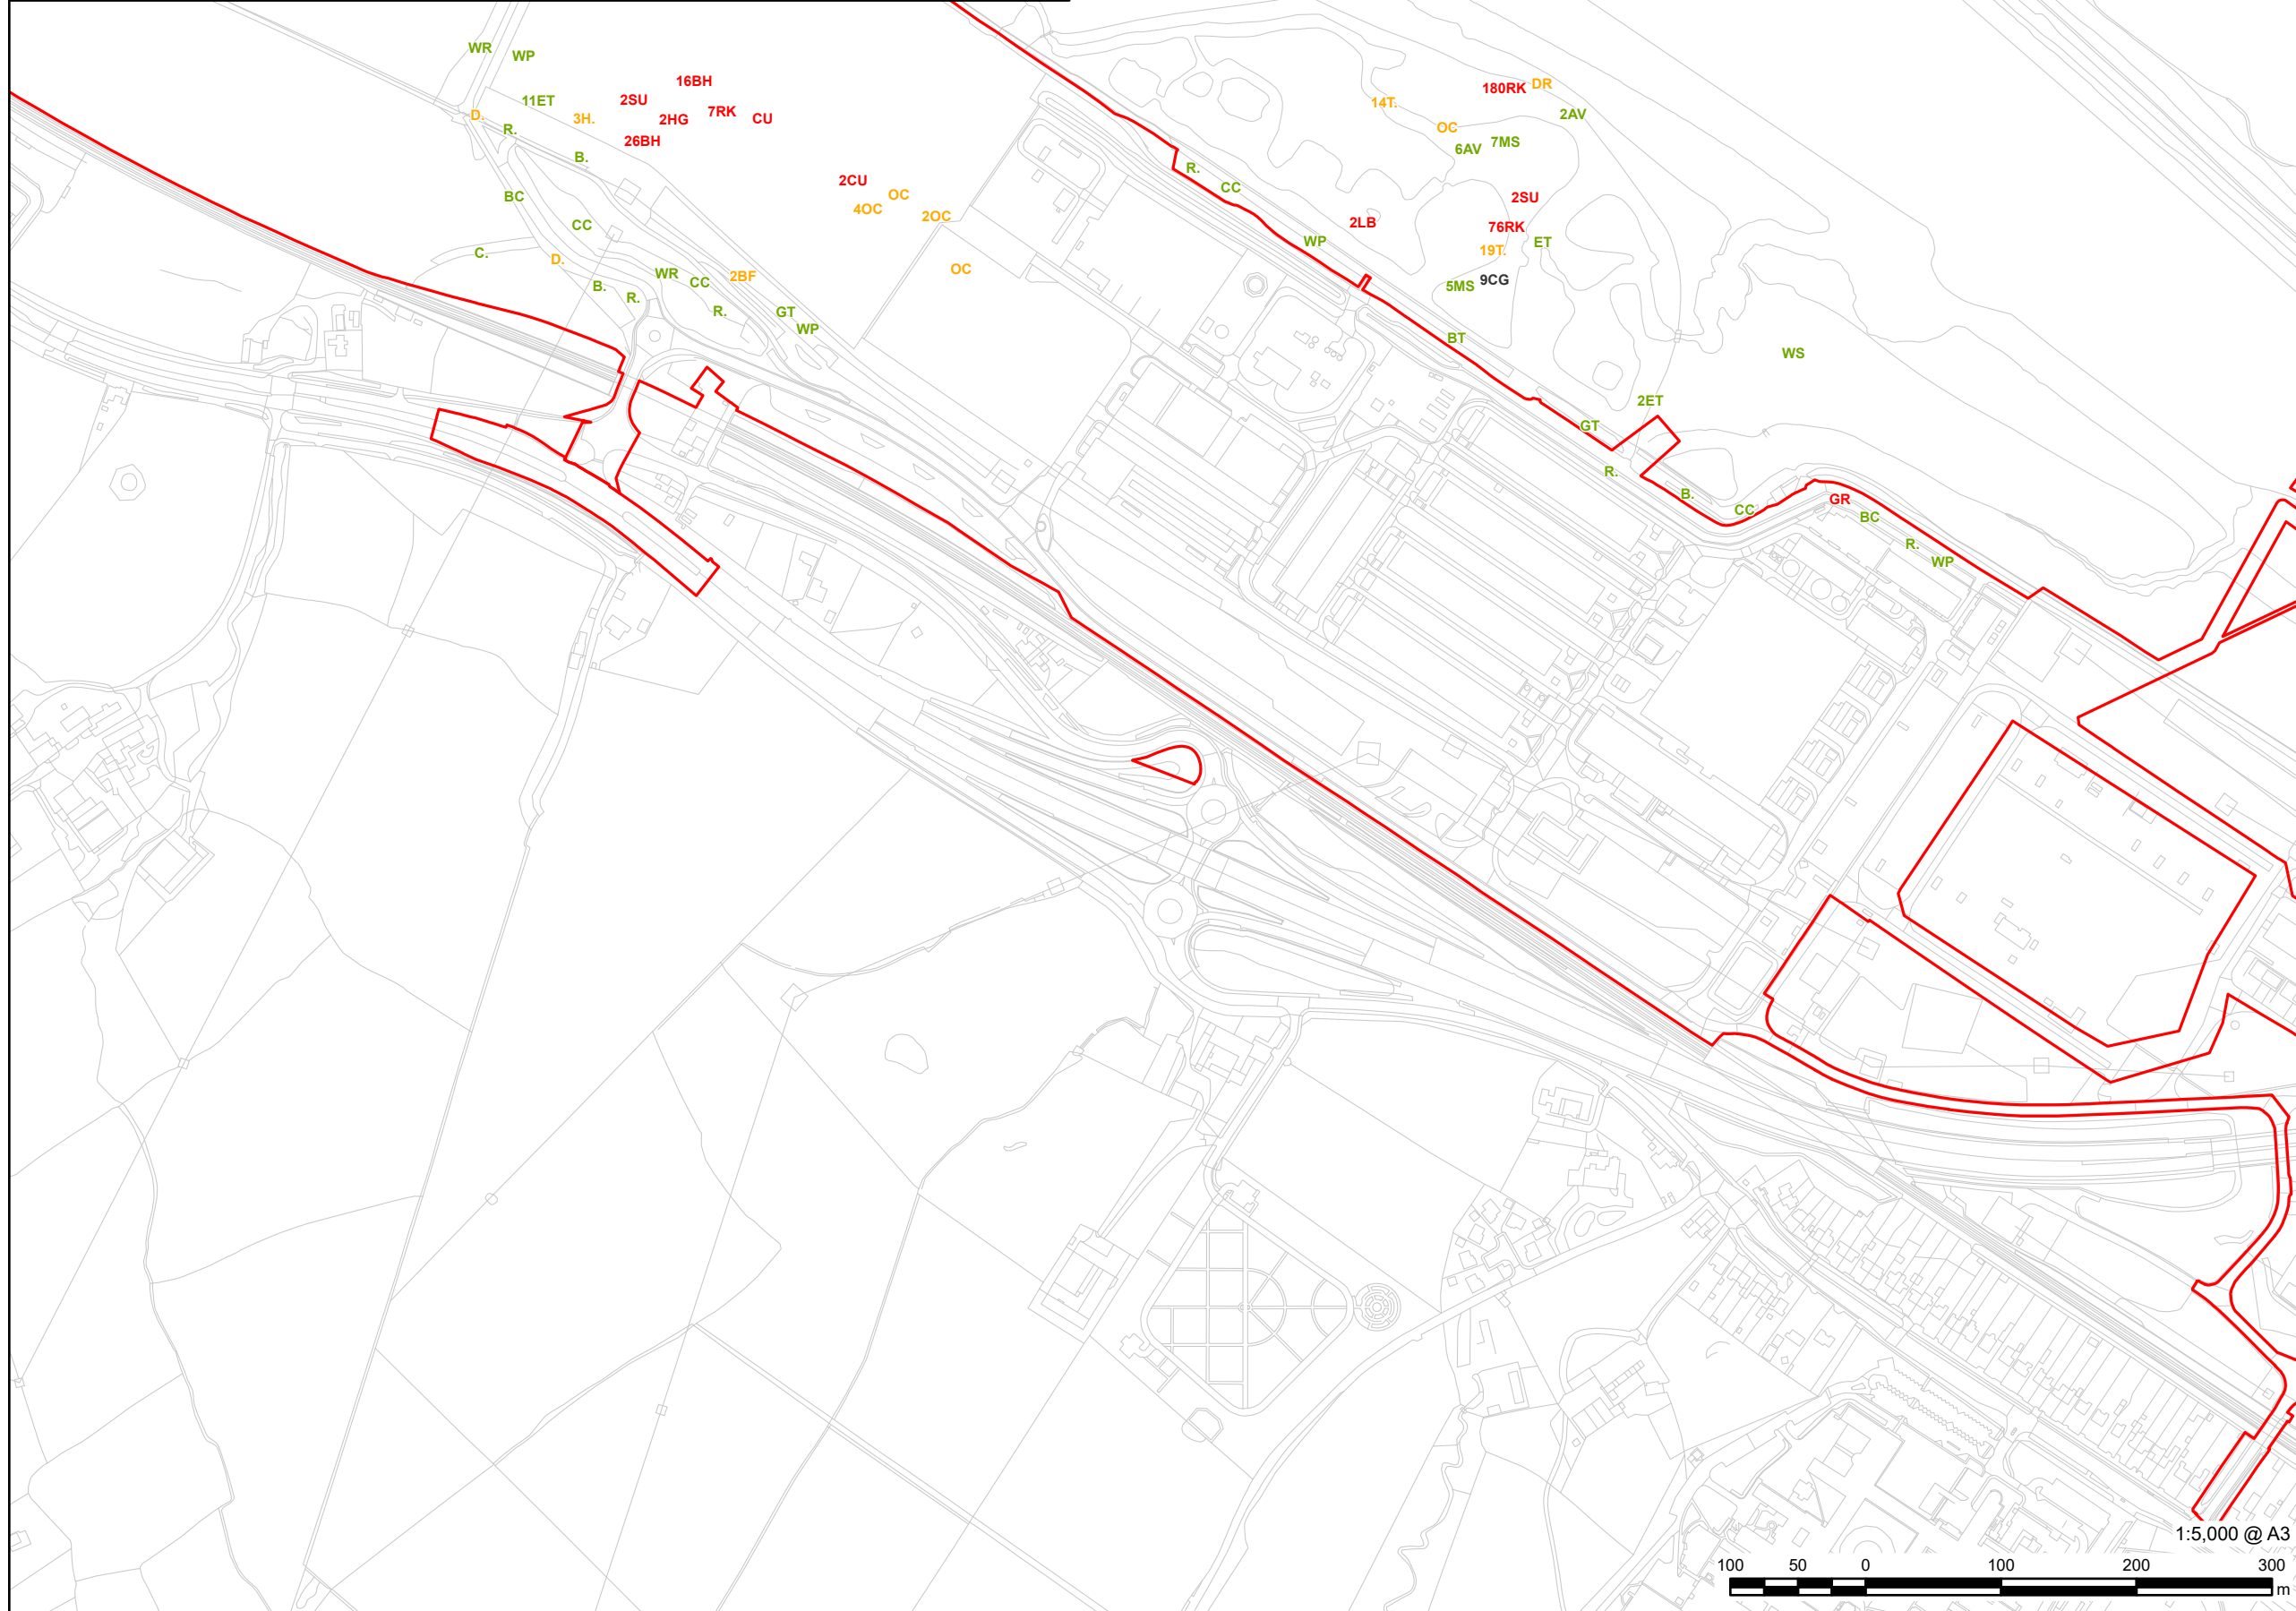 WR
WP
16BH
180RK
DR
11ET
2SU
14T.
D.
3H.
2HG
7RK
CU
2AV
R.
OC
26BH
6AV
7MS
B.
R.
2CU
CC
BC
OC
2SU
4OC
2OC
2LB
CC
76RK
WP
ET
C.
19T.
D.
OC
WR
CC
2BF
9CG
B.
5MS
R.
R.
GT
WP
BT
WS
2ET
GT
R.
B.
GR
CC
BC
R.
WP
1:5,000 @ A3
100 50 0 100 200 300
m